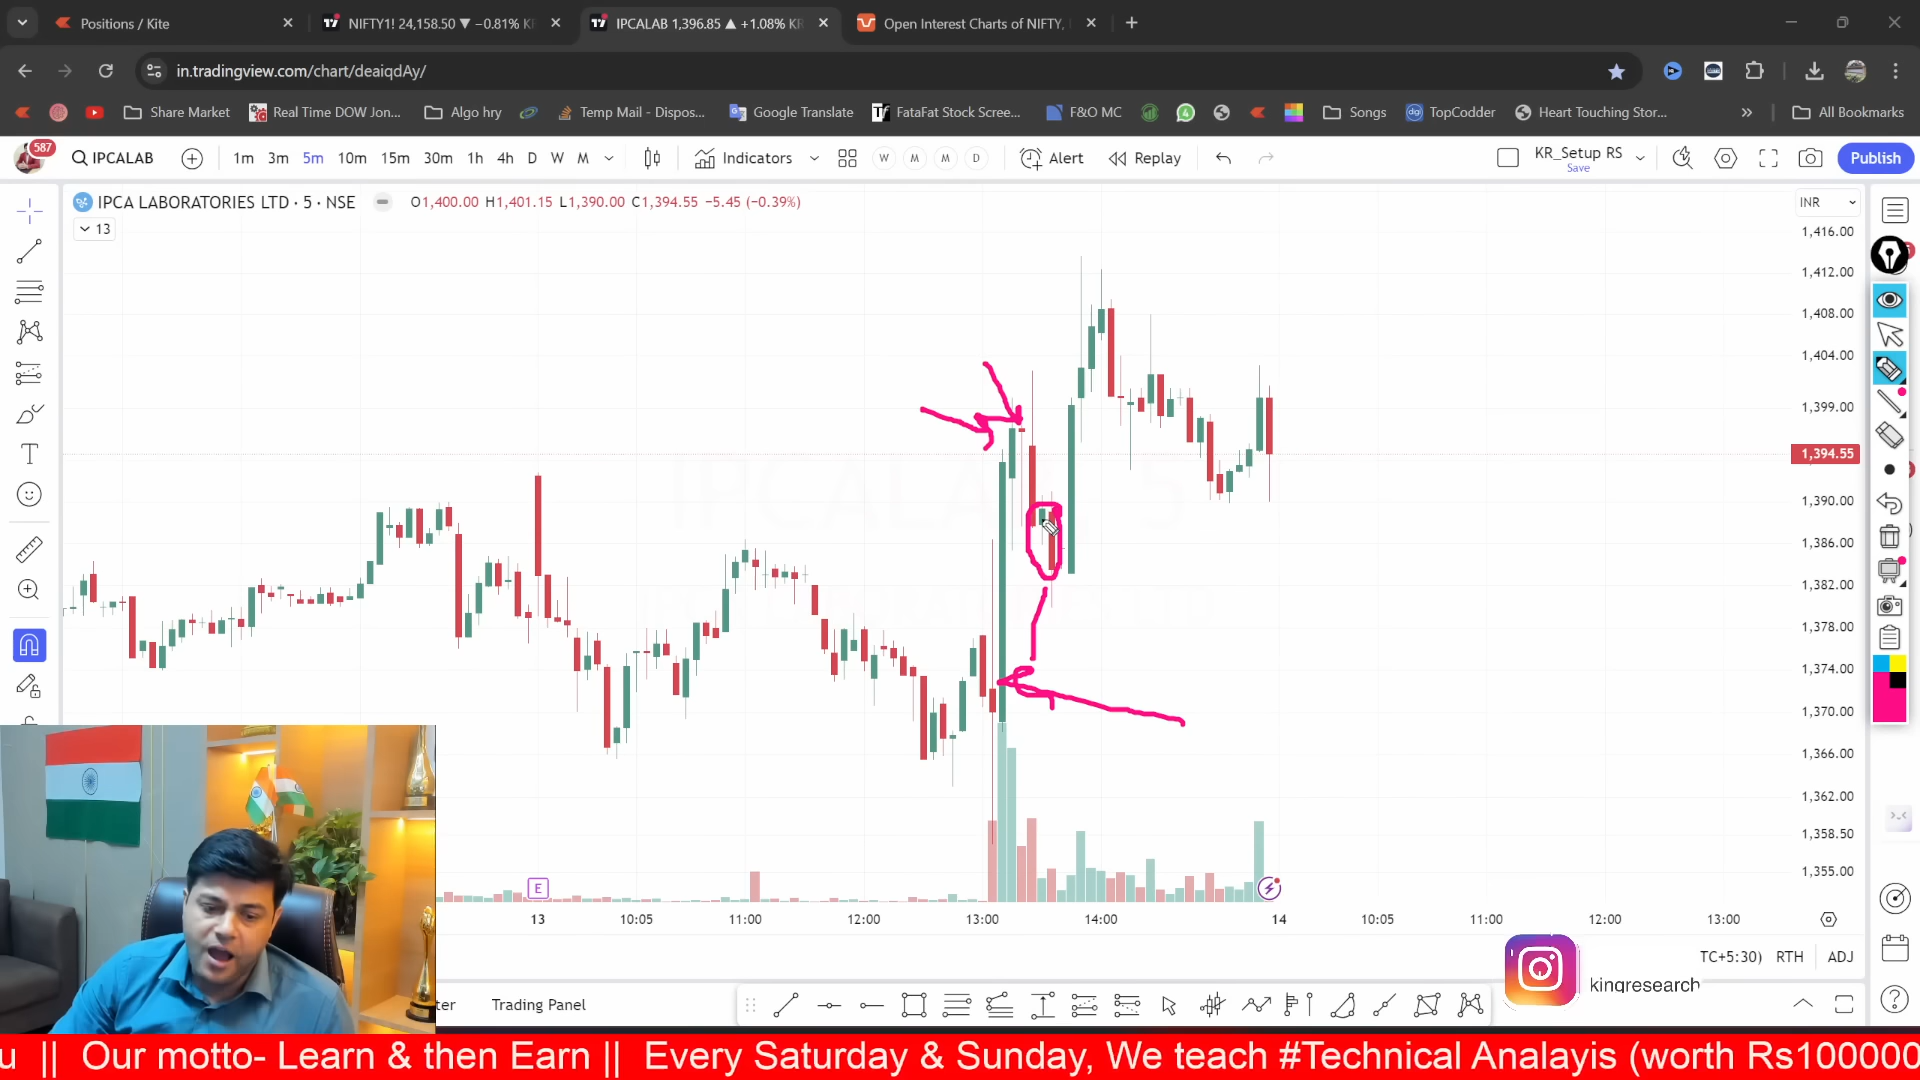 Positions / Kite
NIFTY1! 24,158.50 ▼ −0.81% K
IPCALAB 1,396.85 ▲ +1.08% K
Open Interest Charts of NIFTY,
in.tradingview.com/chart/deaiqdAy/
Share Market
Real Time DOW Jon...
Algo hry
Temp Mail - Dispos...
Google Translate
FataFat Stock Scree...
F&O MC
Songs
TopCodder
Heart Touching Stor...
All Bookmarks
587
IPCALAB
1m 3m 5m 10m 15m 30m 1h 4h D W M
Indicators
W M M D
Alert
Replay
KR_Setup RS
Save
Publish
IPCA LABORATORIES LTD · 5 · NSE
O1,400.00 H1,401.15 L1,390.00 C1,394.55 −5.45 (−0.39%)
INR
13
1,416.00
1,412.00
1,408.00
1,404.00
1,399.00
1,394.55
1,390.00
1,386.00
1,382.00
1,378.00
1,374.00
1,370.00
1,366.00
1,362.00
1,358.50
1,355.00
E
13 10:05 11:00 12:00 13:00 14:00 14 10:05 11:00 12:00 13:00
TC+5:30) RTH ADJ
kingresearch
ter
Trading Panel
u || Our motto- Learn & then Earn || Every Saturday & Sunday, We teach #Technical Analayis (worth Rs100000